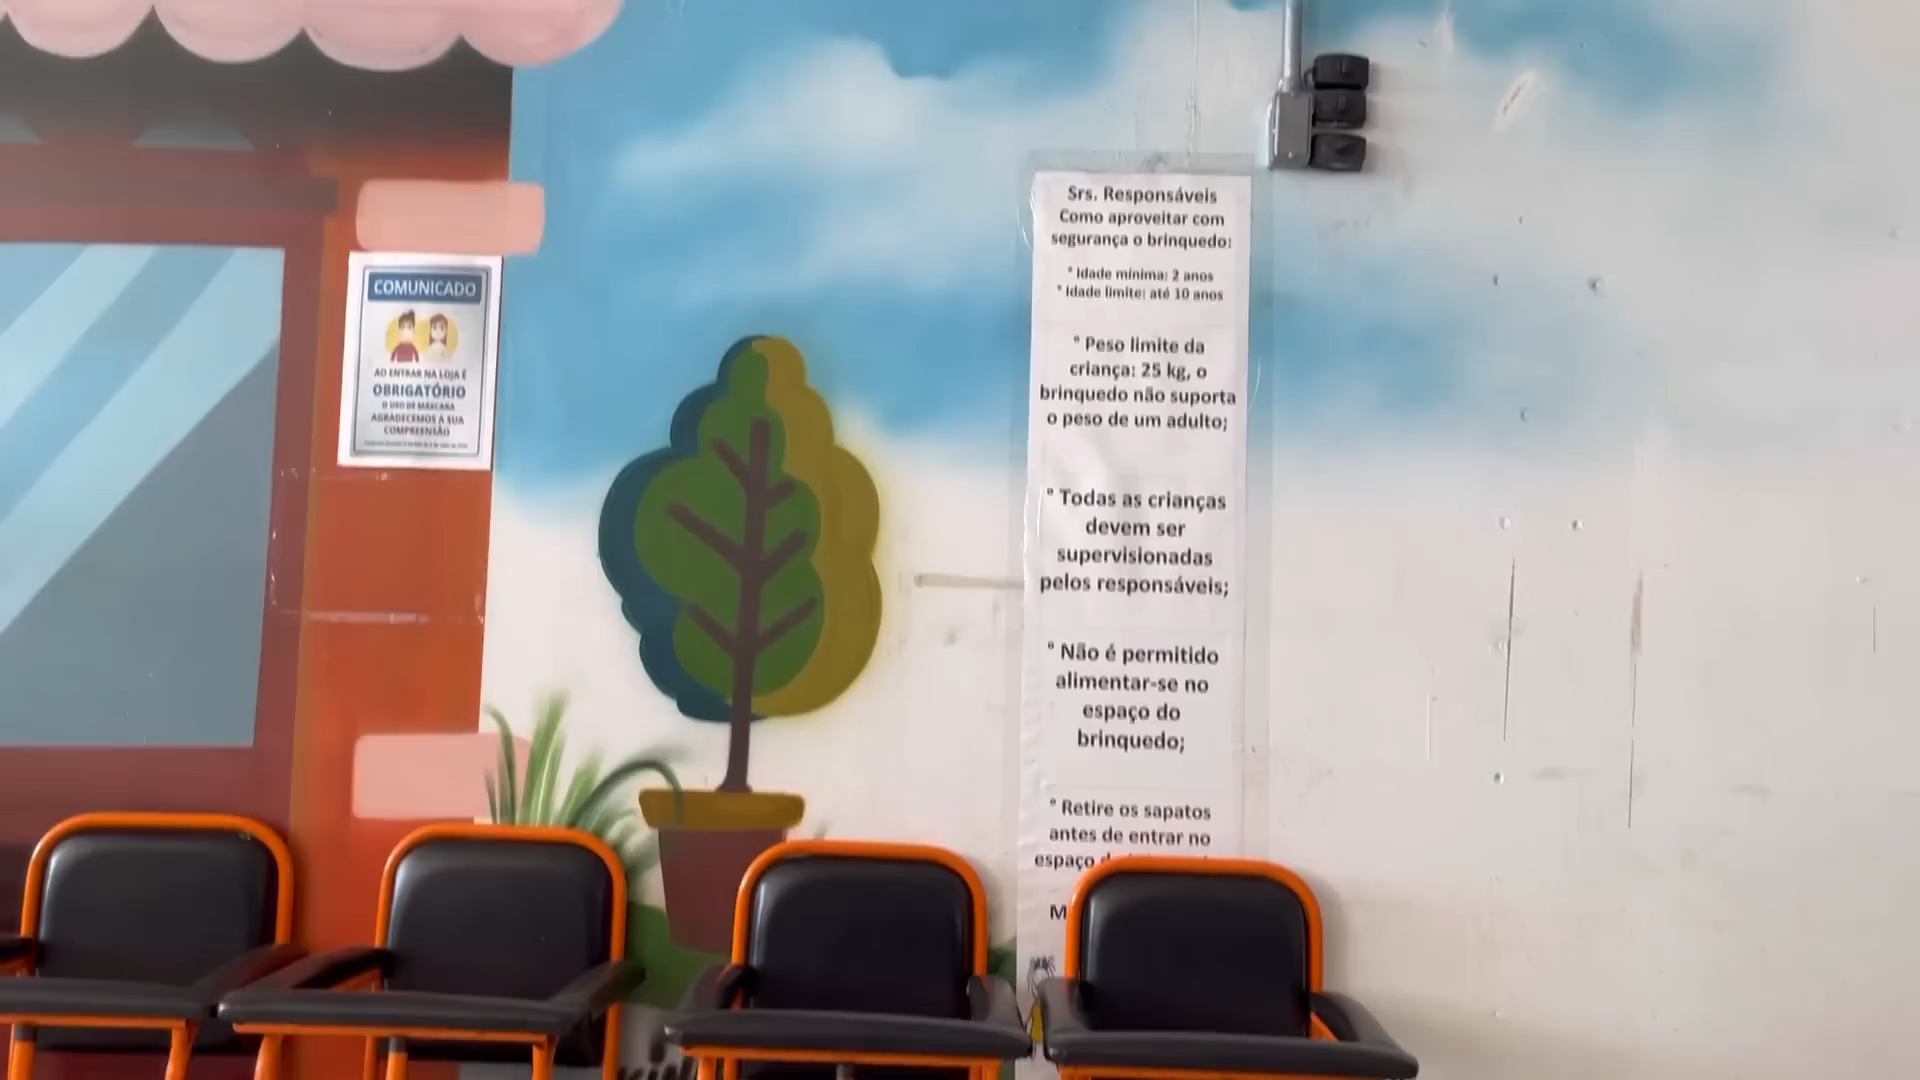 COMUNICADO
AO ENTRAR NA LOJA É
OBRIGATÓRIO
O USO DE MÁSCARA
AGRADECEMOS A SUA
COMPREENSÃO
Srs. Responsáveis
Como aproveitar com
segurança o brinquedo:
° Idade mínima: 2 anos
° Idade limite: até 10 anos
° Peso limite da
criança: 25 kg, o
brinquedo não suporta
o peso de um adulto;
° Todas as crianças
devem ser
supervisionadas
pelos responsáveis;
° Não é permitido
alimentar-se no
espaço do
brinquedo;
° Retire os sapatos
antes de entrar no
espaço